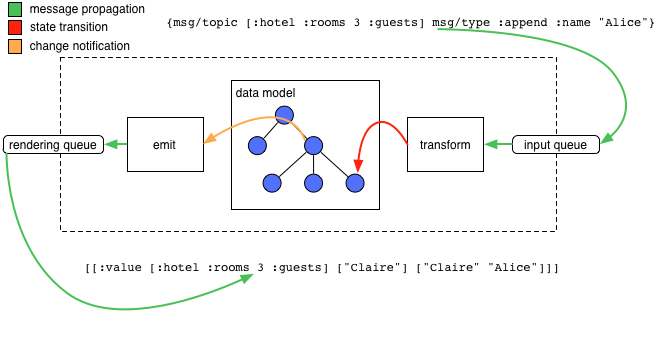 message propagation
state transition
change notification
{msg/topic [:hotel :rooms 3 :guests] msg/type :append :name "Alice"}
data model
rendering queue
emit
transform
input queue
[[:value [:hotel :rooms 3 :guests] ["Claire"] ["Claire" "Alice"]]]